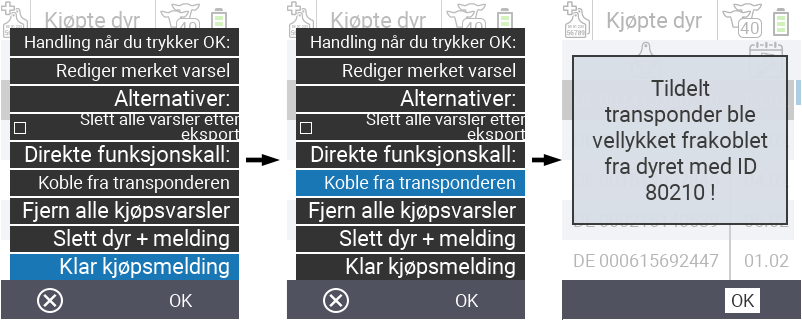 Kjøpte dyr
40
Handling når du trykker OK:
Rediger merket varsel
Alternativer:
Slett alle varsler etter
eksport
Direkte funksjonskall:
Koble fra transponderen
Fjern alle kjøpsvarsler
Slett dyr + melding
Klar kjøpsmelding
OK
Kjøpte dyr
40
Handling når du trykker OK:
Rediger merket varsel
Alternativer:
Slett alle varsler etter
eksport
Direkte funksjonskall:
Koble fra transponderen
Fjern alle kjøpsvarsler
Slett dyr + melding
Klar kjøpsmelding
OK
Kjøpte dyr
40
Tildelt
transponder ble
vellykket frakoblet
fra dyret med ID
80210 !
DE 000615692447 01.02
OK